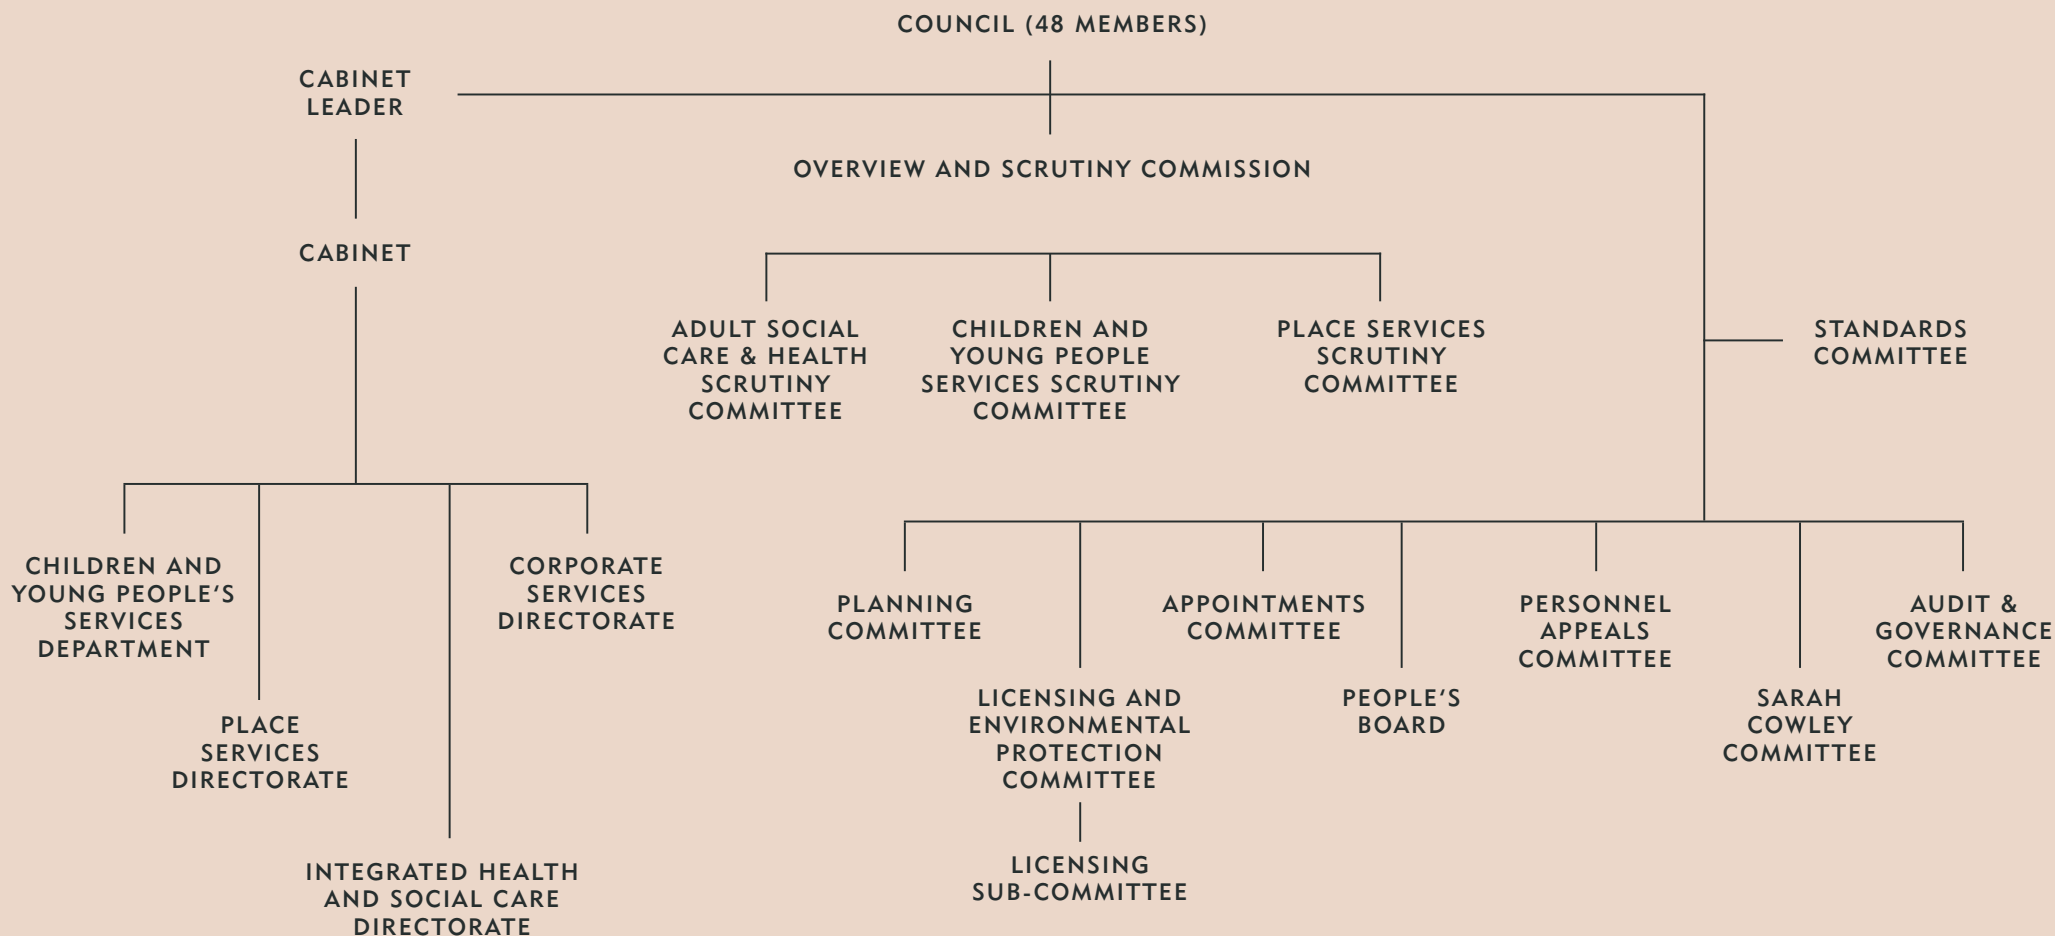 COUNCIL (48 MEMBERS)
CABINET
LEADER
OVERVIEW AND SCRUTINY COMMISSION
CABINET
ADULT SOCIAL
CARE & HEALTH
SCRUTINY
COMMITTEE
CHILDREN AND
YOUNG PEOPLE
SERVICES SCRUTINY
COMMITTEE
PLACE SERVICES
SCRUTINY
COMMITTEE
STANDARDS
COMMITTEE
CHILDREN AND
YOUNG PEOPLE‘S
SERVICES
DEPARTMENT
PLACE
SERVICES
DIRECTORATE
INTEGRATED HEALTH
AND SOCIAL CARE
DIRECTORATE
CORPORATE
SERVICES
DIRECTORATE
PLANNING
COMMITTEE
LICENSING AND
ENVIRONMENTAL
PROTECTION
COMMITTEE
LICENSING
SUB-COMMITTEE
APPOINTMENTS
COMMITTEE
PEOPLE‘S
BOARD
PERSONNEL
APPEALS
COMMITTEE
SARAH
COWLEY
COMMITTEE
AUDIT &
GOVERNANCE
COMMITTEE